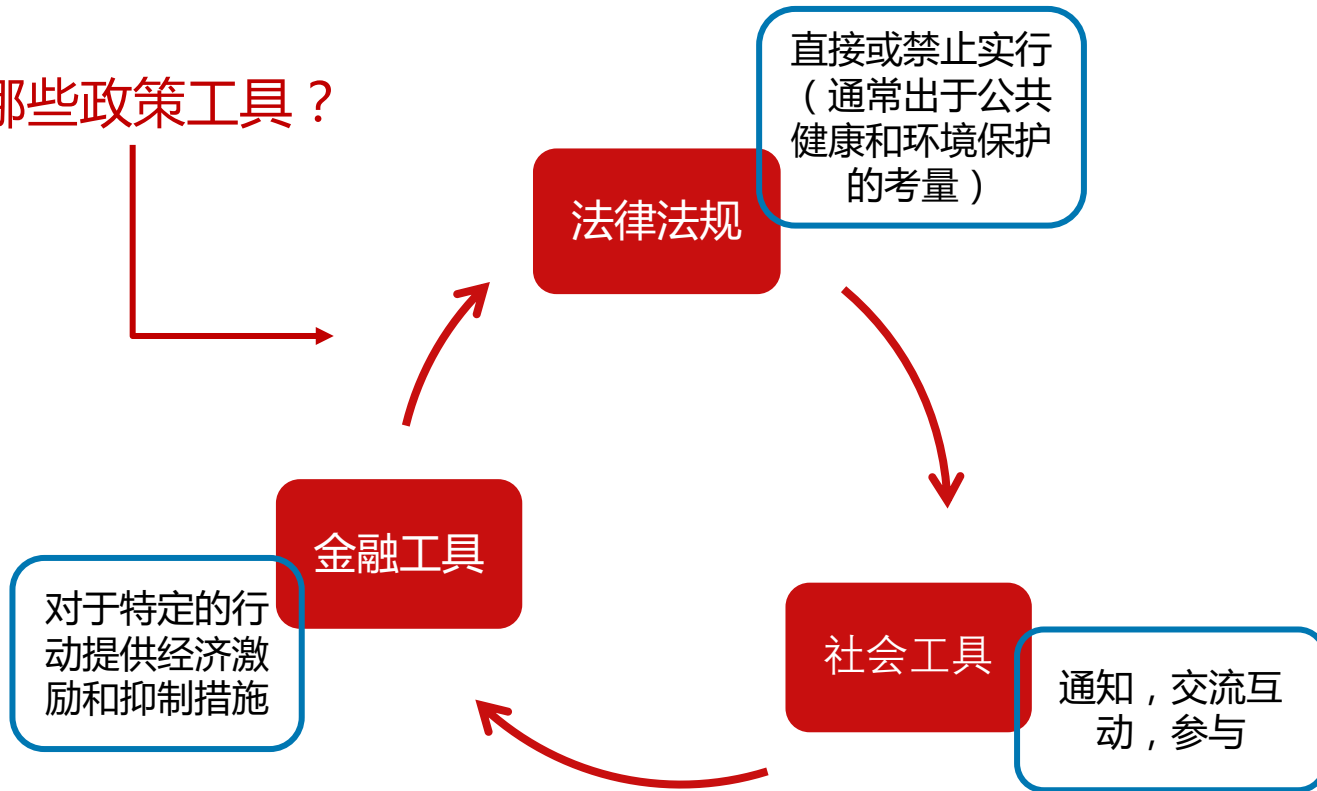 哪些政策工具？
直接或禁止实行
（通常出于公共
健康和环境保护
的考量）
法律法规
金融工具
对于特定的行
动提供经济激
励和抑制措施
社会工具
通知，交流互
动，参与